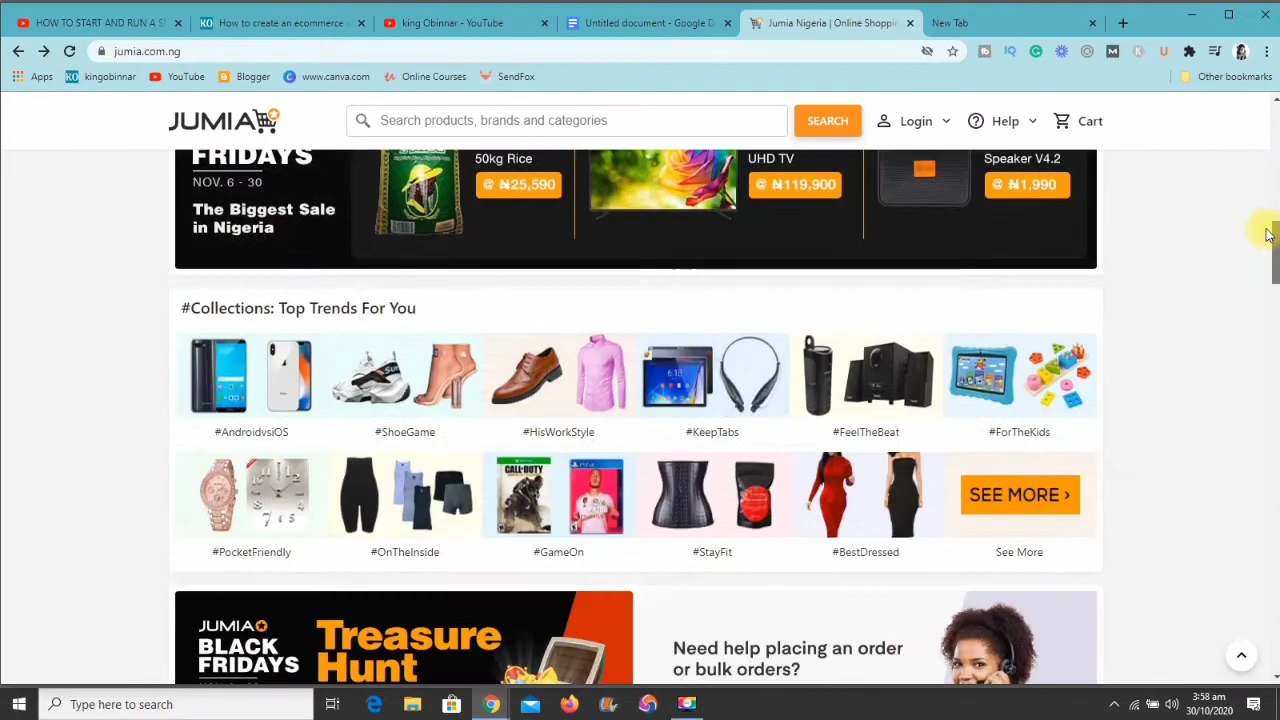 HOW TO START AND RUN A S
How to create an ecommerce
king Obinnar - YouTube
Untitled document - Google D
Jumia Nigeria | Online Shoppin
New Tab
jumia.com.ng
Apps
kingobinnar
YouTube
Blogger
www.canva.com
Online Courses
SendFox
Other bookmarks
JUMIA
Search products, brands and categories
SEARCH
Login
Help
Cart
FRIDAYS
NOV. 6 - 30
The Biggest Sale
in Nigeria
50kg Rice
@ ₦25,590
UHD TV
@ ₦119,900
Speaker V4.2
@ ₦1,990
#Collections: Top Trends For You
#AndroidvsiOS
#ShoeGame
#HisWorkStyle
#KeepTabs
#FeelTheBeat
#ForTheKids
CALL·DUTY
SEE MORE ›
#PocketFriendly
#OnTheInside
#GameOn
#StayFit
#BestDressed
See More
JUMIA
BLACK
FRIDAYS
Treasure
Hunt
Need help placing an order
or bulk orders?
Type here to search
3:58 am
30/10/2020